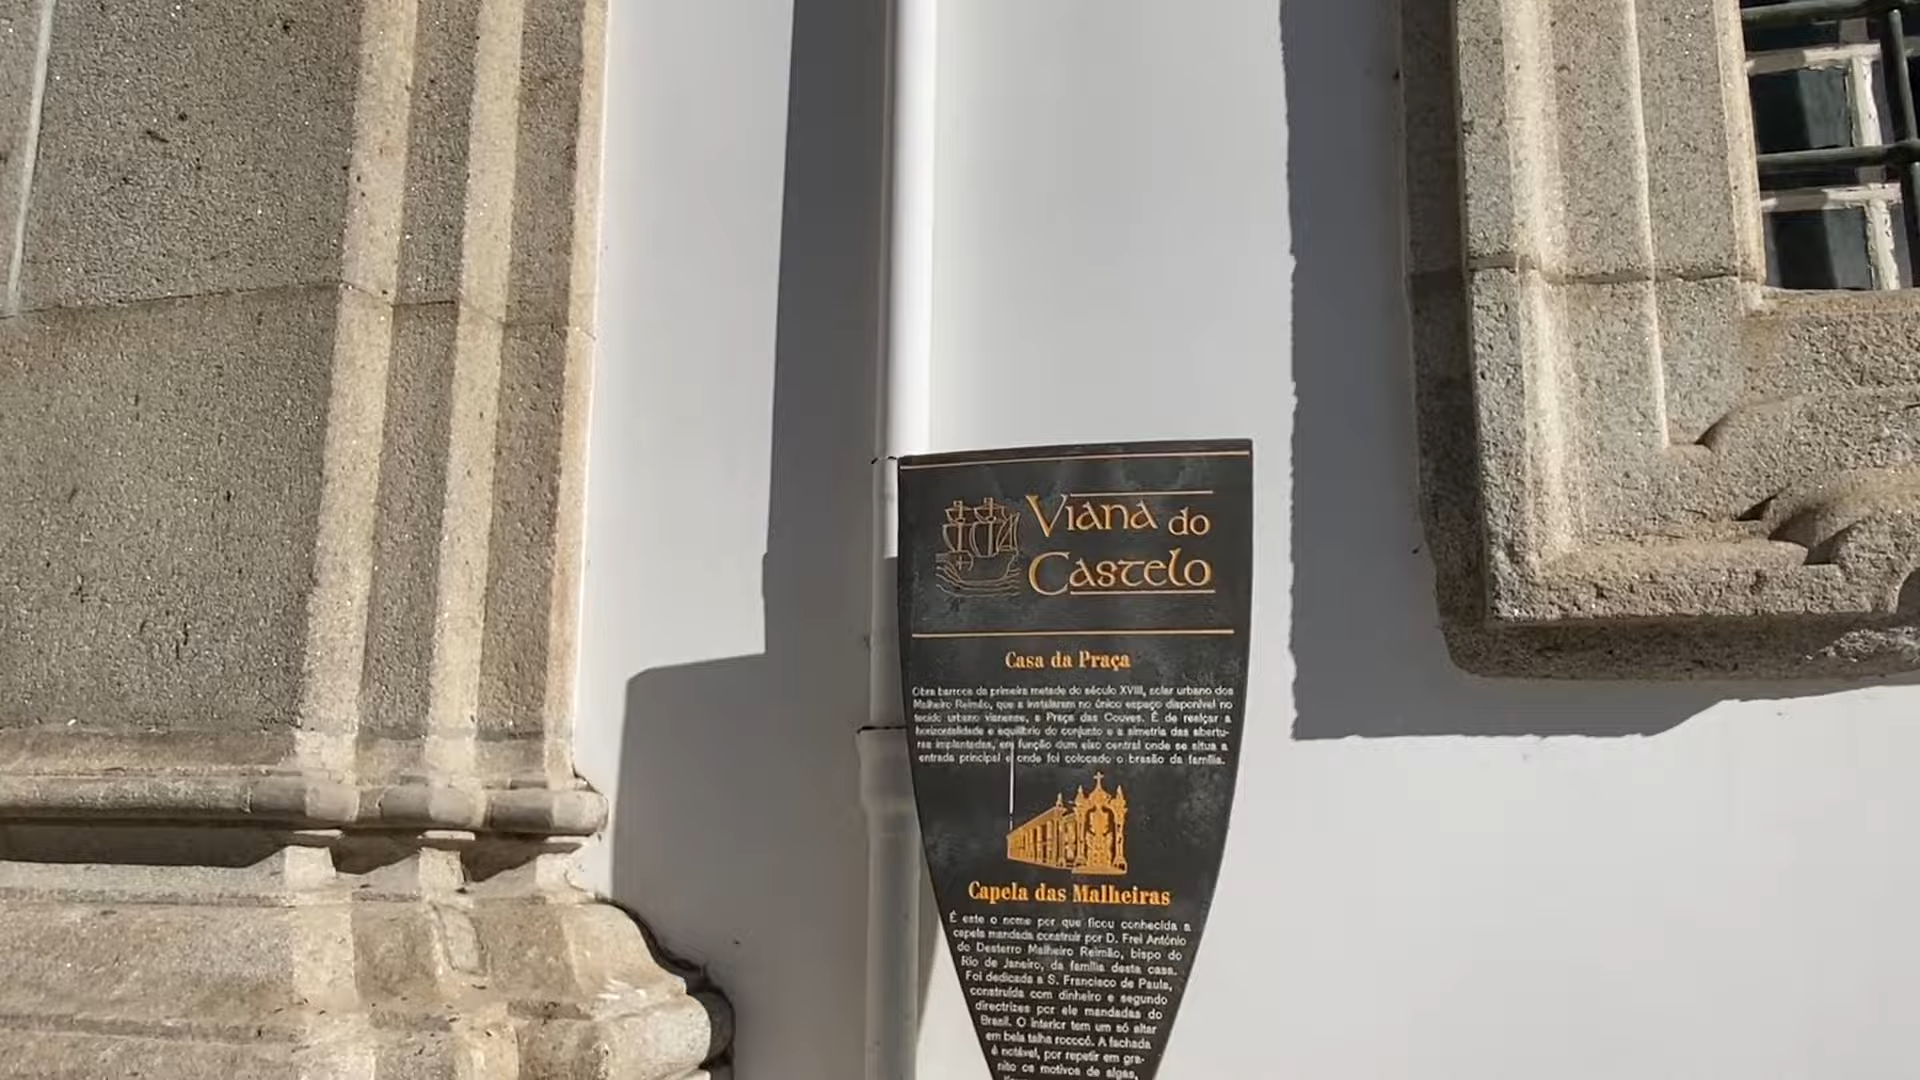 Viana do
Castelo
Casa da Praça
Obra barroca da primeira metade do século XVIII, solar urbano dos
Malheiro Reimão, que a instalaram no único espaço disponível no
tecido urbano vianense, a Praça das Couves. É de realçar a
horizontalidade e equilíbrio do conjunto e a simetria das abertu-
ras implantadas, em função dum eixo central onde se situa a
entrada principal e onde foi colocado o brasão da família.
Capela das Malheiras
É este o nome por que ficou conhecida a
capela mandada construir por D. Frei António
do Desterro Malheiro Reimão, bispo do
Rio de Janeiro, da família desta casa.
Foi dedicada a S. Francisco de Paula,
construída com dinheiro e segundo
directrizes por ele mandadas do
Brasil. O interior tem um só altar
em bela talha rococó. A fachada
é notável, por repetir em gra-
nito os motivos de algas,